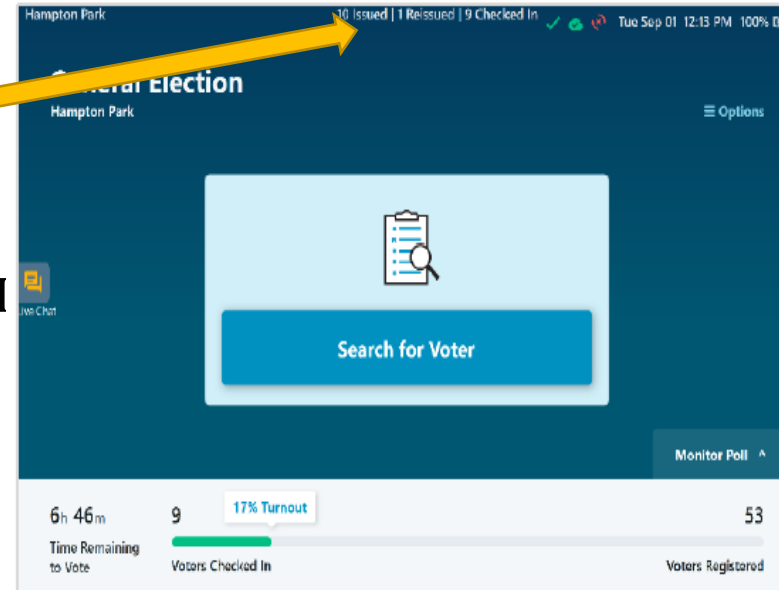 Hampton Park 10 Issued | 1 Reissued | 9 Checked In Tue Sep 01 12:13 PM 100%
General Election
Hampton Park
Options
Live Chat
Search for Voter
Monitor Poll
6h 46m 9 17% Turnout 53
Time Remaining
to Vote Voters Checked In Voters Registered